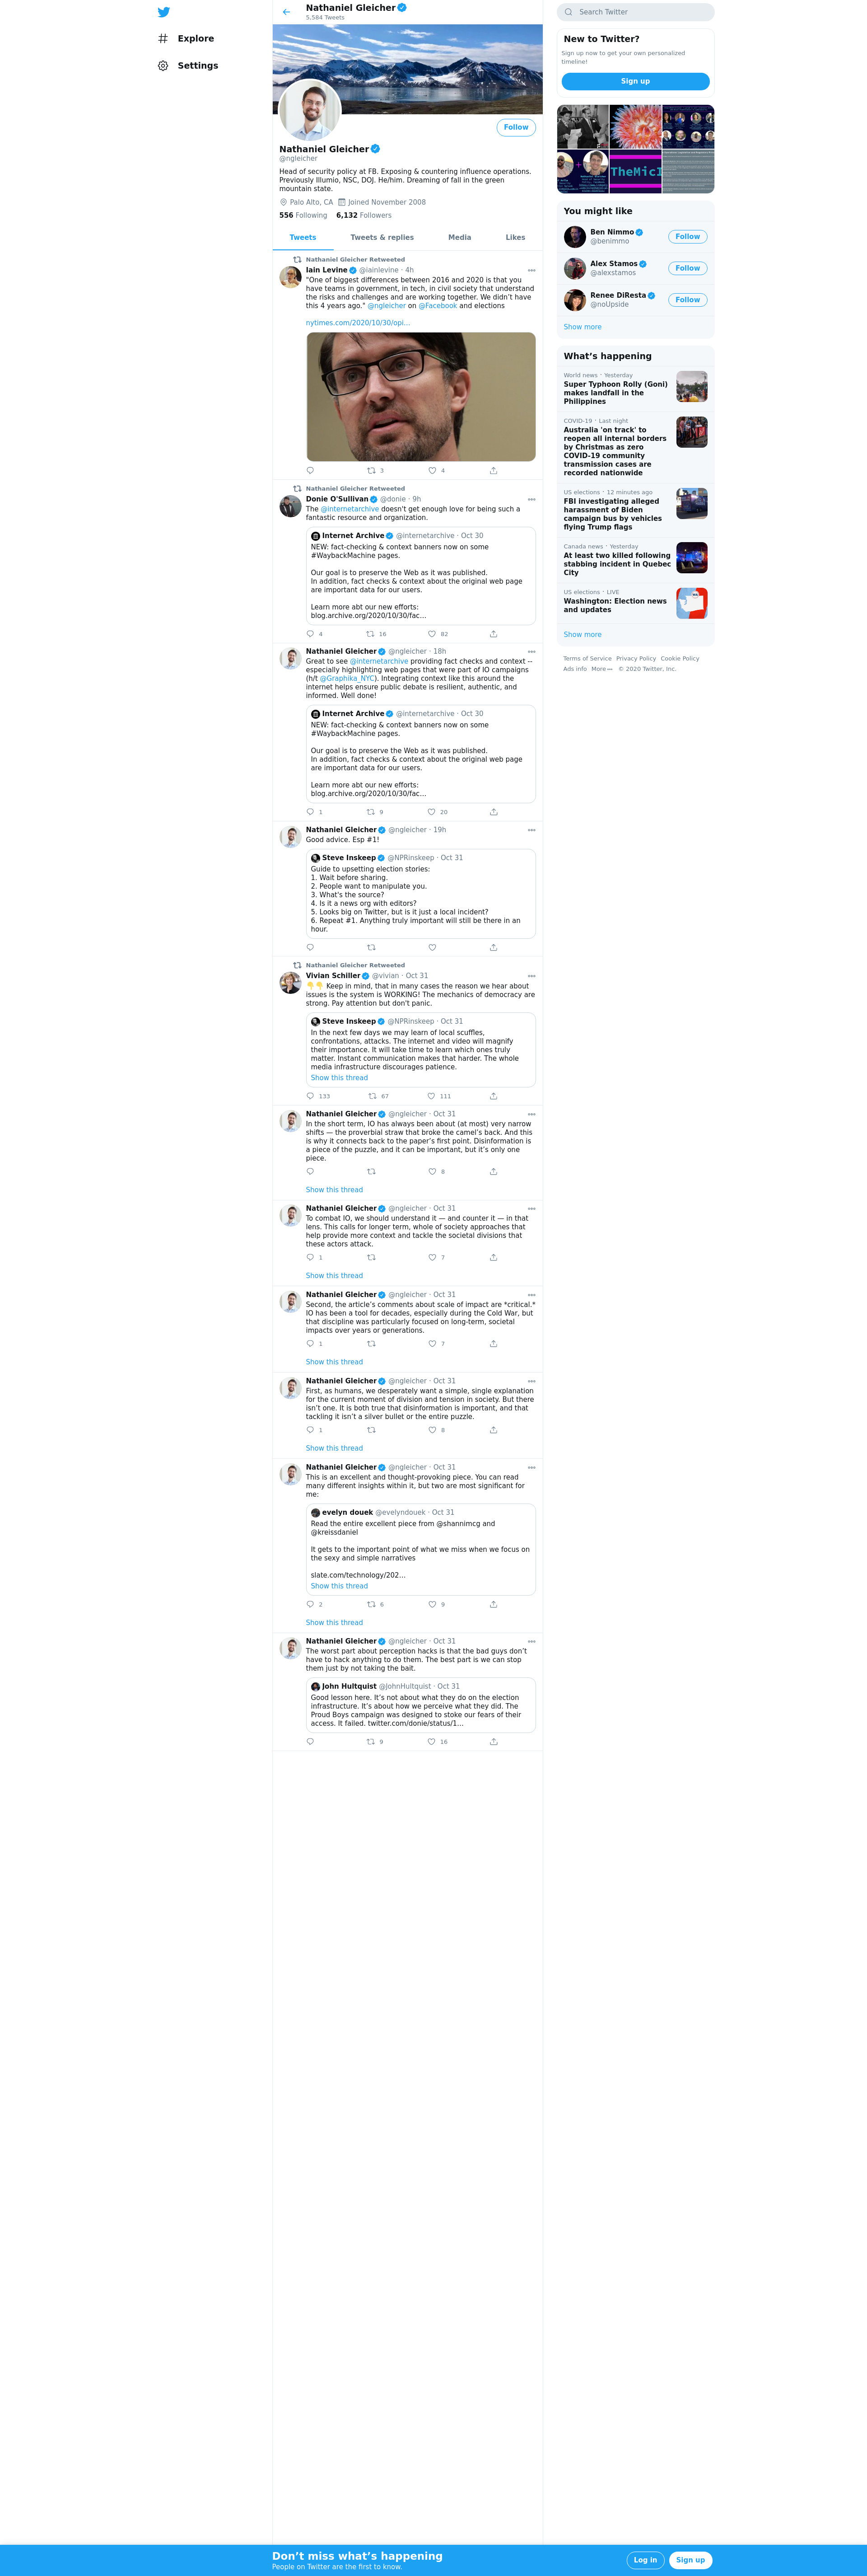 Explore
Settings
Nathaniel Gleicher
5,584 Tweets
Follow
Nathaniel Gleicher
@ngleicher
Head of security policy at FB. Exposing & countering influence operations.
Previously Illumio, NSC, DOJ. He/him. Dreaming of fall in the green
mountain state.
Palo Alto, CA Joined November 2008
556 Following 6,132 Followers
Tweets Tweets & replies Media Likes
Nathaniel Gleicher Retweeted
Iain Levine @iainlevine · 4h
"One of biggest differences between 2016 and 2020 is that you
have teams in government, in tech, in civil society that understand
the risks and challenges and are working together. We didn't have
this 4 years ago." @ngleicher on @Facebook and elections
nytimes.com/2020/10/30/opi…
3 4
Nathaniel Gleicher Retweeted
Donie O'Sullivan @donie · 9h
The @internetarchive doesn't get enough love for being such a
fantastic resource and organization.
Internet Archive @internetarchive · Oct 30
NEW: fact-checking & context banners now on some
#WaybackMachine pages.
Our goal is to preserve the Web as it was published.
In addition, fact checks & context about the original web page
are important data for our users.
Learn more abt our new efforts:
blog.archive.org/2020/10/30/fac…
4 16 82
Nathaniel Gleicher @ngleicher · 18h
Great to see @internetarchive providing fact checks and context --
especially highlighting web pages that were part of IO campaigns
(h/t @Graphika_NYC). Integrating context like this around the
internet helps ensure public debate is resilient, authentic, and
informed. Well done!
Internet Archive @internetarchive · Oct 30
NEW: fact-checking & context banners now on some
#WaybackMachine pages.
Our goal is to preserve the Web as it was published.
In addition, fact checks & context about the original web page
are important data for our users.
Learn more abt our new efforts:
blog.archive.org/2020/10/30/fac…
1 9 20
Nathaniel Gleicher @ngleicher · 19h
Good advice. Esp #1!
Steve Inskeep @NPRinskeep · Oct 31
Guide to upsetting election stories:
1. Wait before sharing.
2. People want to manipulate you.
3. What's the source?
4. Is it a news org with editors?
5. Looks big on Twitter, but is it just a local incident?
6. Repeat #1. Anything truly important will still be there in an
hour.
Nathaniel Gleicher Retweeted
Vivian Schiller @vivian · Oct 31
👇👇 Keep in mind, that in many cases the reason we hear about
issues is the system is WORKING! The mechanics of democracy are
strong. Pay attention but don't panic.
Steve Inskeep @NPRinskeep · Oct 31
In the next few days we may learn of local scuffles,
confrontations, attacks. The internet and video will magnify
their importance. It will take time to learn which ones truly
matter. Instant communication makes that harder. The whole
media infrastructure discourages patience.
Show this thread
133 67 111
Nathaniel Gleicher @ngleicher · Oct 31
In the short term, IO has always been about (at most) very narrow
shifts — the proverbial straw that broke the camel's back. And this
is why it connects back to the paper's first point. Disinformation is
a piece of the puzzle, and it can be important, but it's only one
piece.
8
Show this thread
Nathaniel Gleicher @ngleicher · Oct 31
To combat IO, we should understand it — and counter it — in that
lens. This calls for longer term, whole of society approaches that
help provide more context and tackle the societal divisions that
these actors attack.
1 7
Show this thread
Nathaniel Gleicher @ngleicher · Oct 31
Second, the article's comments about scale of impact are *critical.*
IO has been a tool for decades, especially during the Cold War, but
that discipline was particularly focused on long-term, societal
impacts over years or generations.
1 7
Show this thread
Nathaniel Gleicher @ngleicher · Oct 31
First, as humans, we desperately want a simple, single explanation
for the current moment of division and tension in society. But there
isn't one. It is both true that disinformation is important, and that
tackling it isn't a silver bullet or the entire puzzle.
1 8
Show this thread
Nathaniel Gleicher @ngleicher · Oct 31
This is an excellent and thought-provoking piece. You can read
many different insights within it, but two are most significant for
me:
evelyn douek @evelyndouek · Oct 31
Read the entire excellent piece from @shannimcg and
@kreissdaniel
It gets to the important point of what we miss when we focus on
the sexy and simple narratives
slate.com/technology/202…
Show this thread
2 6 9
Show this thread
Nathaniel Gleicher @ngleicher · Oct 31
The worst part about perception hacks is that the bad guys don't
have to hack anything to do them. The best part is we can stop
them just by not taking the bait.
John Hultquist @JohnHultquist · Oct 31
Good lesson here. It's not about what they do on the election
infrastructure. It's about how we perceive what they did. The
Proud Boys campaign was designed to stoke our fears of their
access. It failed. twitter.com/donie/status/1…
9 16
Search Twitter
New to Twitter?
Sign up now to get your own personalized
timeline!
Sign up
TheMicI
You might like
Ben Nimmo
@benimmo
Follow
Alex Stamos
@alexstamos
Follow
Renee DiResta
@noUpside
Follow
Show more
What's happening
World news · Yesterday
Super Typhoon Rolly (Goni)
makes landfall in the
Philippines
COVID-19 · Last night
Australia 'on track' to
reopen all internal borders
by Christmas as zero
COVID-19 community
transmission cases are
recorded nationwide
US elections · 12 minutes ago
FBI investigating alleged
harassment of Biden
campaign bus by vehicles
flying Trump flags
Canada news · Yesterday
At least two killed following
stabbing incident in Quebec
City
US elections · LIVE
Washington: Election news
and updates
Show more
Terms of Service Privacy Policy Cookie Policy
Ads info More © 2020 Twitter, Inc.
Don't miss what's happening
People on Twitter are the first to know.
Log in
Sign up